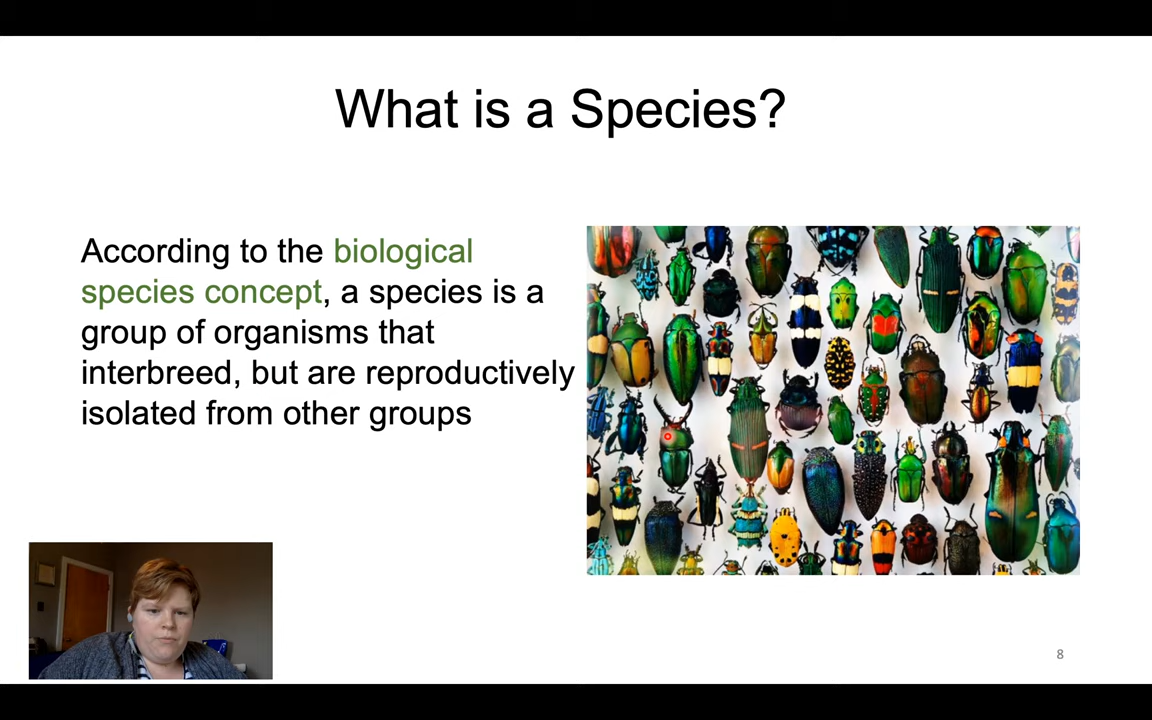 What is a Species?
According to the biological
species concept, a species is a
group of organisms that
interbreed, but are reproductively
isolated from other groups
8